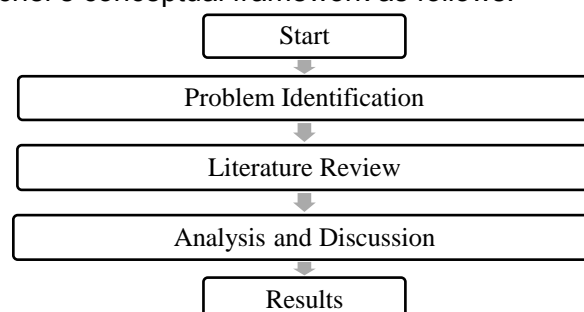 conceptual framework as follows:
Start
Problem Identification
Literature Review
Analysis and Discussion
Results